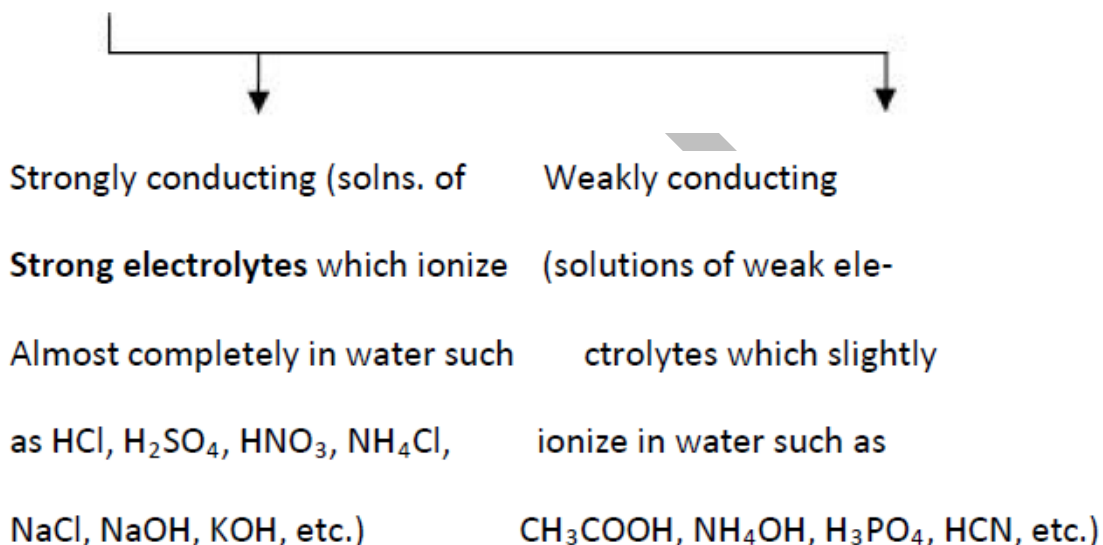 Strongly conducting (solns. of
Strong electrolytes which ionize
Almost completely in water such
as HCl, H₂SO₄, HNO₃, NH₄Cl,
NaCl, NaOH, KOH, etc.)
Weakly conducting
(solutions of weak ele-
ctrolytes which slightly
ionize in water such as
CH₃COOH, NH₄OH, H₃PO₄, HCN, etc.)